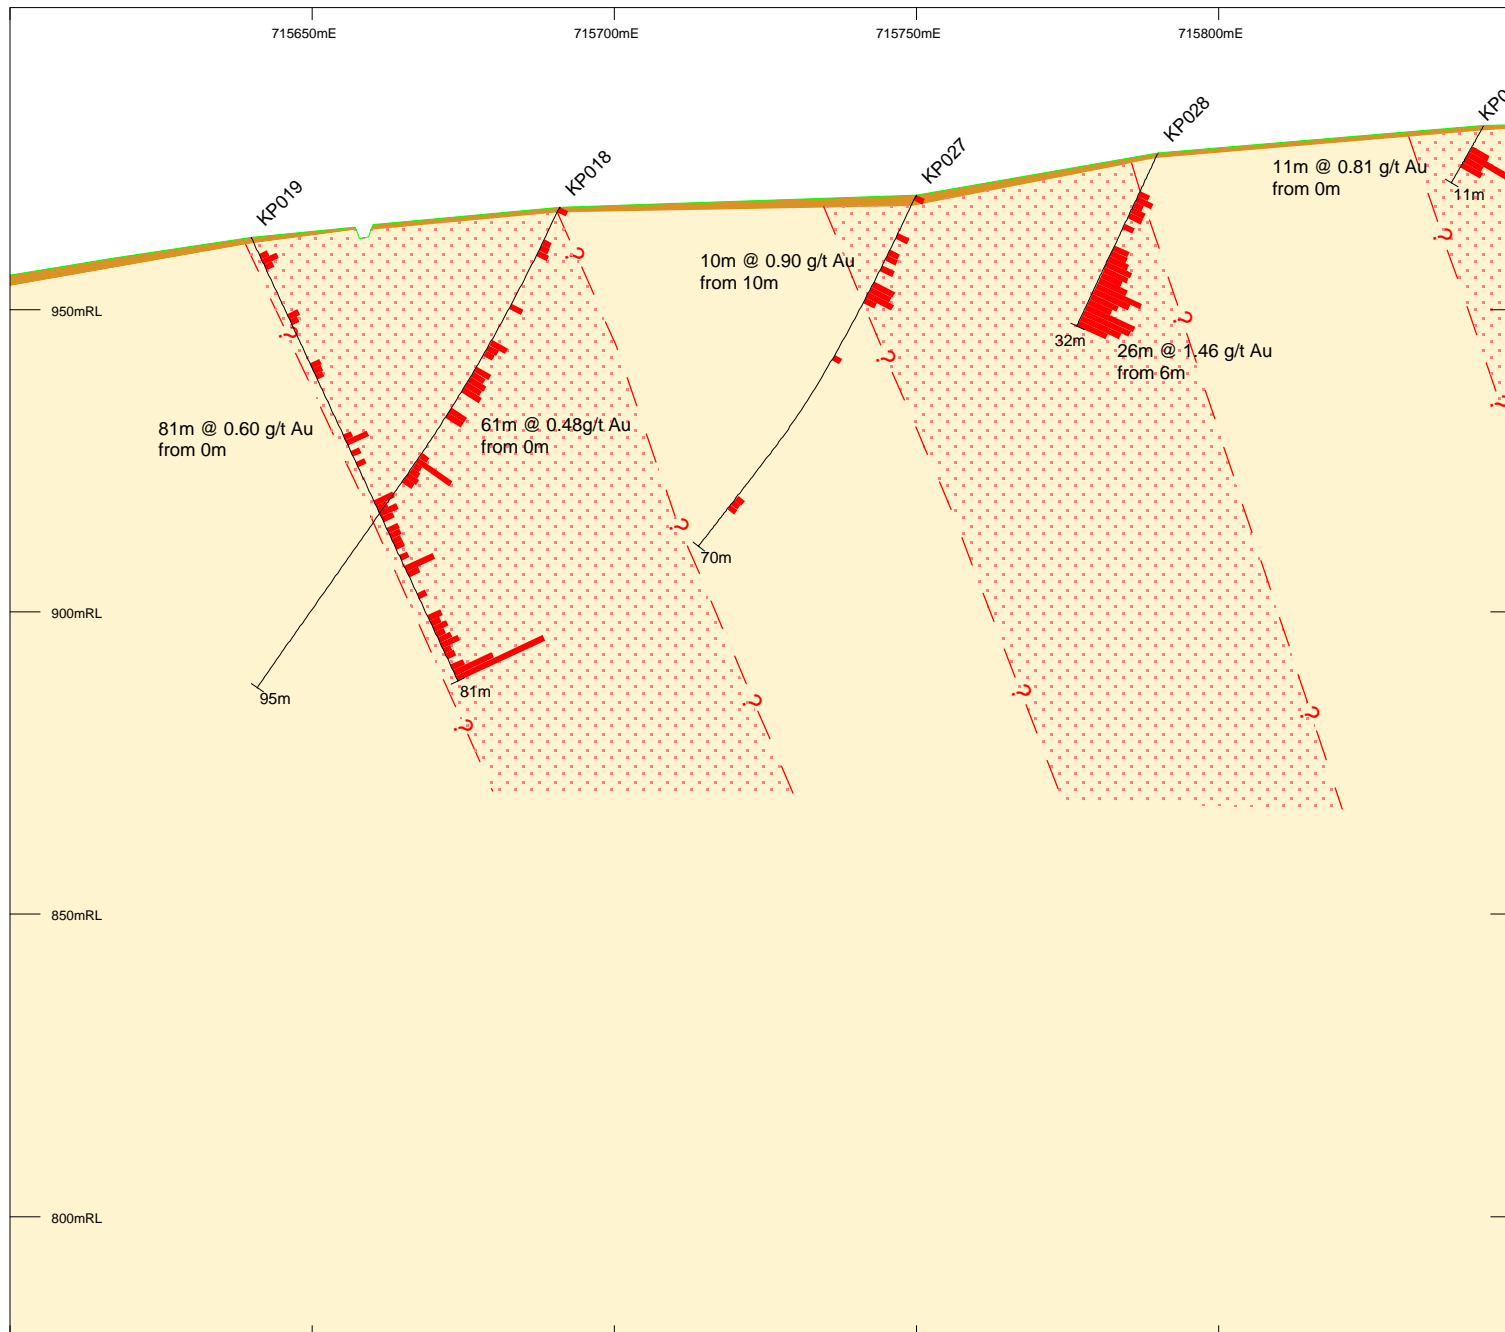 715650mE
715700mE
715750mE
715800mE
KP019
KP018
KP027
KP028
11m @ 0.81 g/t Au
from 0m
11m
10m @ 0.90 g/t Au
from 10m
950mRL
32m
26m @ 1.46 g/t Au
from 6m
81m @ 0.60 g/t Au
from 0m
61m @ 0.48g/t Au
from 0m
70m
900mRL
95m
81m
850mRL
800mRL
?
?
?
?
?
?
?
?
?
?
?
?